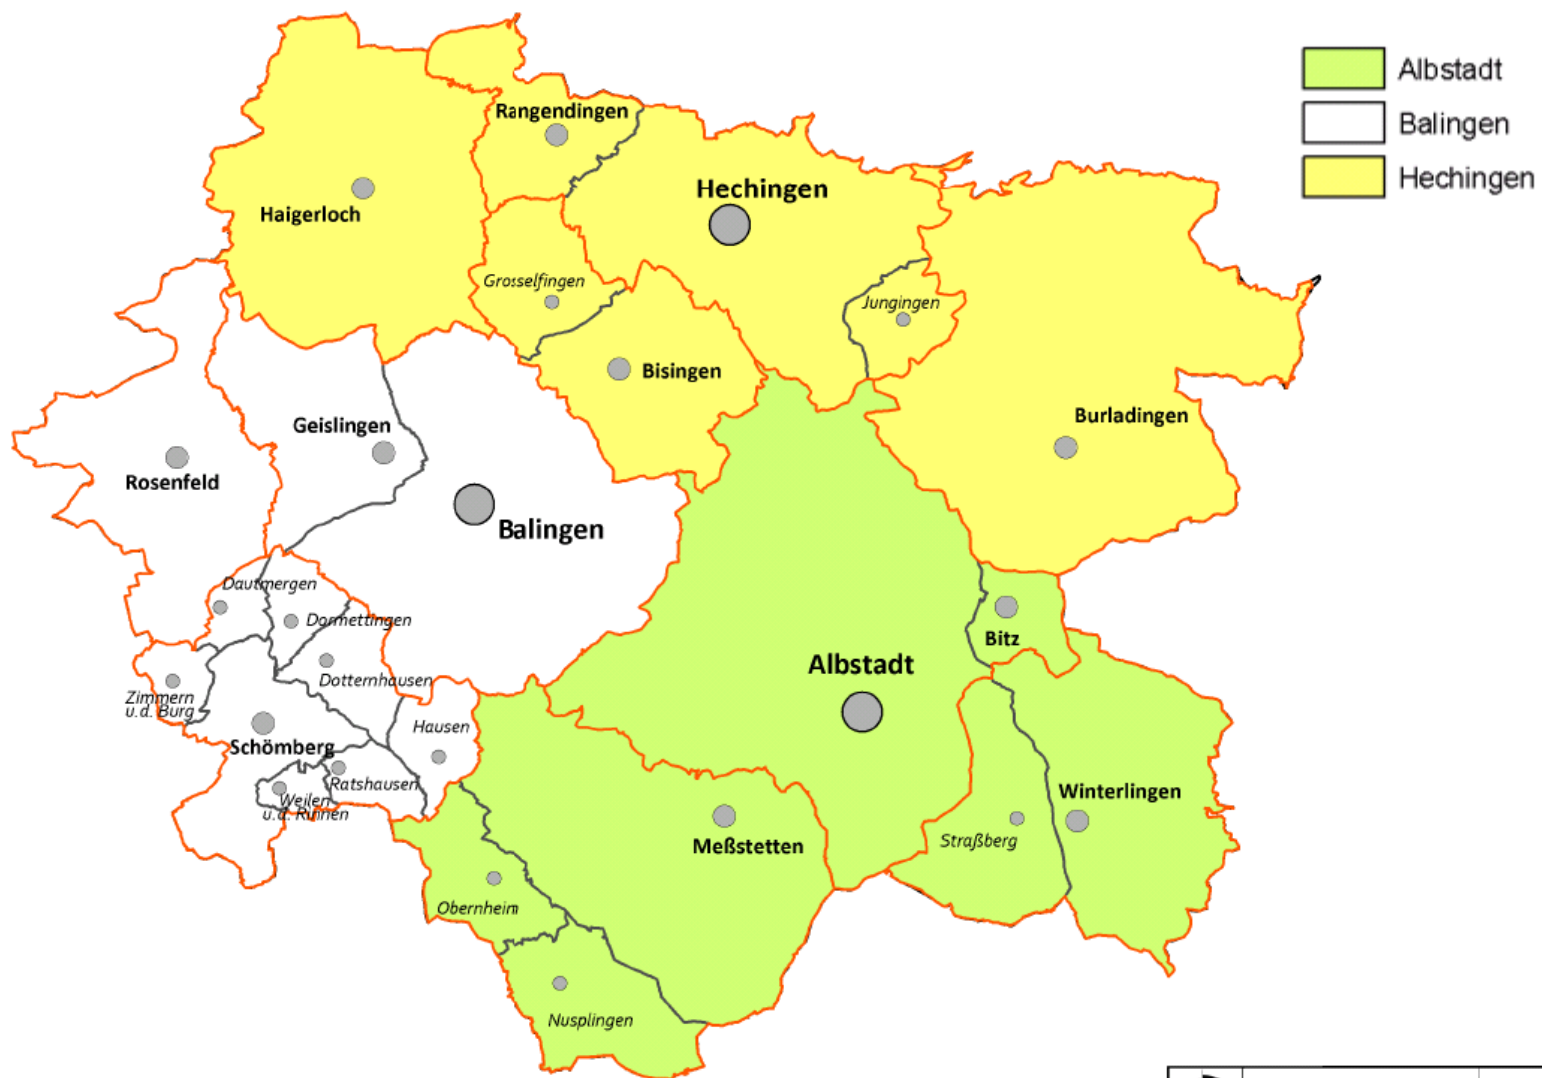 Albstadt
Balingen
Hechingen
Rangendingen
Hechingen
Haigerloch
Grosselfingen
Jungingen
Bisingen
Burladingen
Geislingen
Rosenfeld
Balingen
Dautmergen
Dormettingen
Bitz
Albstadt
Dotternhausen
Zimmern
u.d. Burg
Hausen
Schömberg
Ratshausen
Weilen
u.d. Rinnen
Winterlingen
Straßberg
Meßstetten
Obernheim
Nusplingen